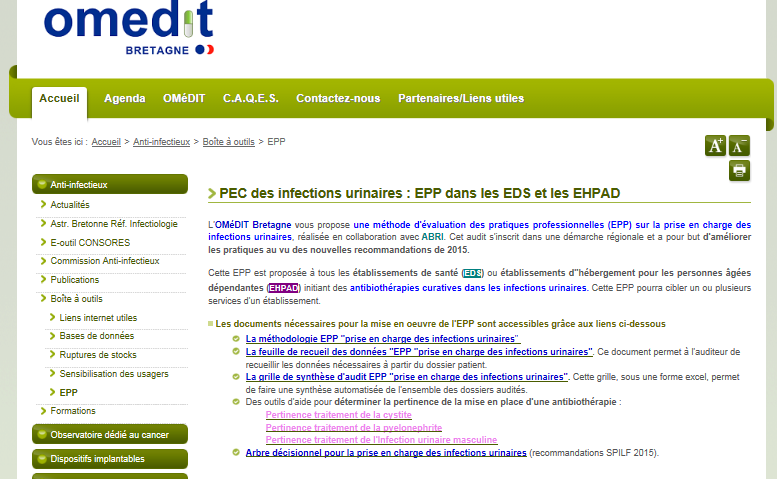 omedit
BRETAGNE
Accueil Agenda OMéDIT C.A.Q.E.S. Contactez-nous Partenaires/Liens utiles
Vous êtes ici : Accueil > Anti-infectieux > Boîte à outils > EPP
A+ A-
Anti-infectieux
Actualités
Astr. Bretonne Réf. Infectiologie
E-outil CONSORES
Commission Anti-infectieux
Publications
Boîte à outils
Liens internet utiles
Bases de données
Ruptures de stocks
Sensibilisation des usagers
EPP
Formations
Observatoire dédié au cancer
Dispositifs implantables
PEC des infections urinaires : EPP dans les EDS et les EHPAD
L'OMéDIT Bretagne vous propose une méthode d'évaluation des pratiques professionnelles (EPP) sur la prise en charge des
infections urinaires, réalisée en collaboration avec ABRI. Cet audit s'inscrit dans une démarche régionale et a pour but d'améliorer
les pratiques au vu des nouvelles recommandations de 2015.
Cette EPP est proposée à tous les établissements de santé (EDS) ou établissements d"hébergement pour les personnes âgées
dépendantes (EHPAD) initiant des antibiothérapies curatives dans les infections urinaires. Cette EPP pourra cibler un ou plusieurs
services d'un établissement.
Les documents nécessaires pour la mise en oeuvre de l'EPP sont accessibles grâce aux liens ci-dessous
La méthodologie EPP "prise en charge des infections urinaires"
La feuille de recueil des données "EPP "prise en charge des infections urinaires". Ce document permet à l'auditeur de
recueillir les données nécessaires à partir du dossier patient.
La grille de synthèse d'audit EPP "prise en charge des infections urinaires". Cette grille, sous une forme excel, permet
de faire une synthèse automatisée de l'ensemble des dossiers audités.
Des outils d'aide pour déterminer la pertinence de la mise en place d'une antibiothérapie :
Pertinence traitement de la cystite
Pertinence traitement de la pyelonephrite
Pertinence traitement de l'Infection urinaire masculine
Arbre décisionnel pour la prise en charge des infections urinaires (recommandations SPILF 2015).